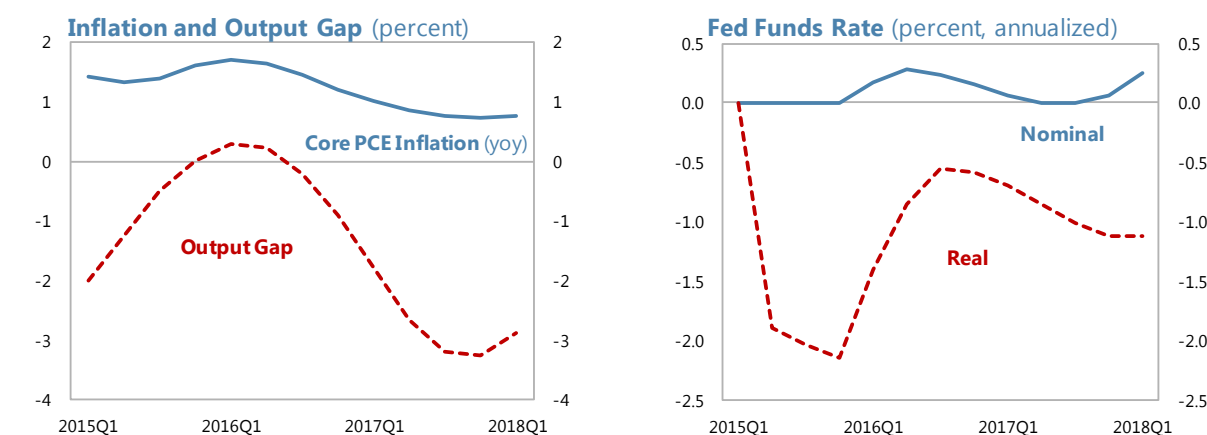 Inflation and Output Gap (percent)
2
2
1
1
Core PCE Inflation (yoy)
0
0
-1
-1
Output Gap
-2
-2
-3
-3
-4
-4
2015Q1
2016Q1
2017Q1
2018Q1
Fed Funds Rate (percent, annualized)
0.5
0.5
0.0
0.0
Nominal
-0.5
-0.5
-1.0
-1.0
Real
-1.5
-1.5
-2.0
-2.0
-2.5
-2.5
2015Q1
2016Q1
2017Q1
2018Q1